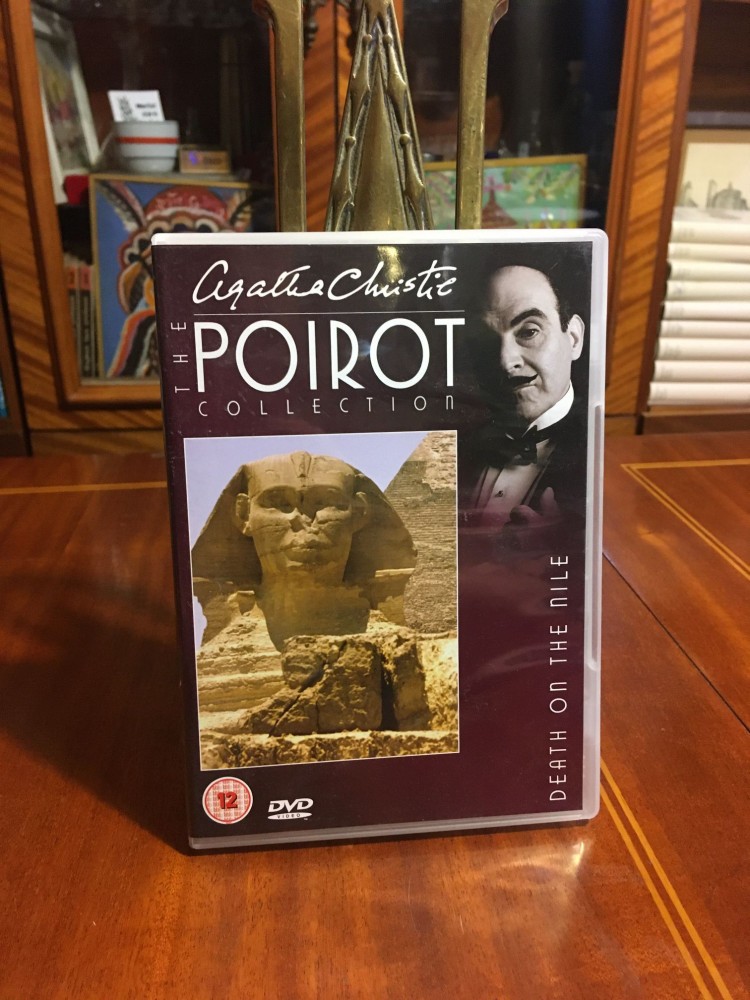 Agatha Christie
THE
POIROT
COLLECTION
DEATH ON THE NILE
12
DVD
VIDEO